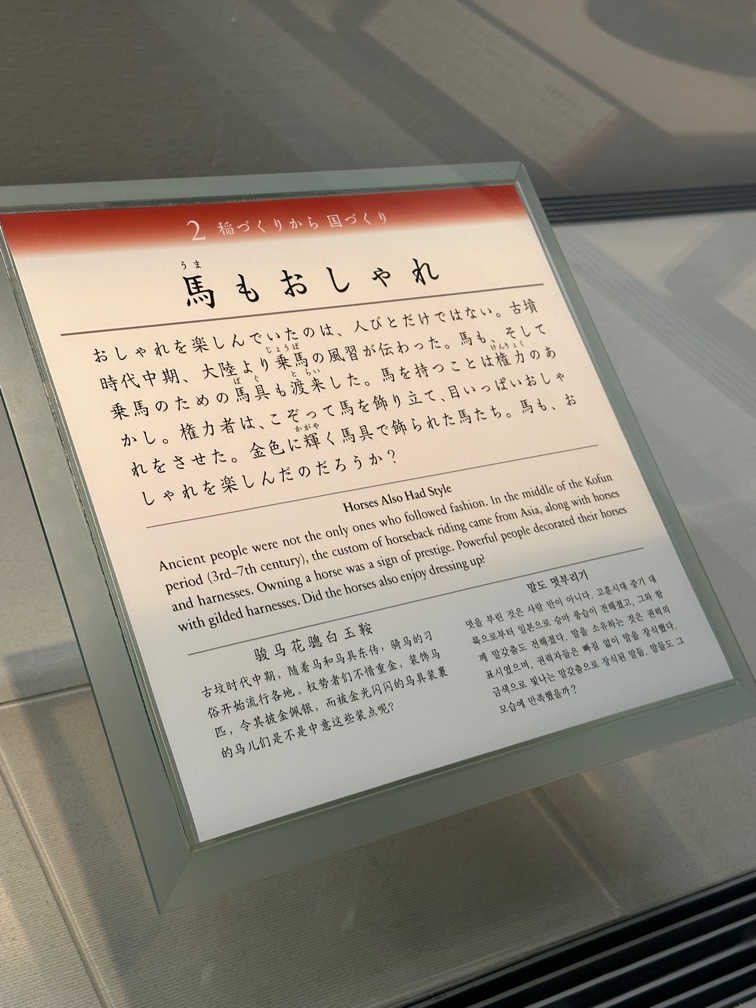 2 稲づくりから 国づくり
うま
馬もおしゃれ
おしゃれを楽しんでいたのは、人びとだけではない。古墳
じょうば
時代中期、大陸より乗馬の風習が伝わった。馬も、そして
ばぐ とらい けんりょく
乗馬のための馬具も渡来した。馬を持つことは権力のあ
かし。権力者は、こぞって馬を飾り立て、目いっぱいおしゃ
かがや
れをさせた。金色に輝く馬具で飾られた馬たち。馬も、お
しゃれを楽しんだのだろうか？
Horses Also Had Style
Ancient people were not the only ones who followed fashion. In the middle of the Kofun
period (3rd–7th century), the custom of horseback riding came from Asia, along with horses
and harnesses. Owning a horse was a sign of prestige. Powerful people decorated their horses
with gilded harnesses. Did the horses also enjoy dressing up?
骏马花骢白玉鞍
古坟时代中期，随着马和马具东传，骑马的习
俗开始流行各地。权势者们不惜重金，装饰马
匹，令其披金佩银，而被金光闪闪的马具装裹
的马儿们是不是中意这些装点呢？
말도 멋부리기
멋을 부린 것은 사람 만이 아니다. 고훈시대 중기 대
륙으로부터 일본으로 승마 풍습이 전해졌고, 그와 함
께 말갖춤도 전해졌다. 말을 소유하는 것은 권력의
표시였으며, 권력자들은 빠짐 없이 말을 장식했다.
금색으로 빛나는 말갖춤으로 장식된 말들. 말들도 그
모습에 만족했을까?